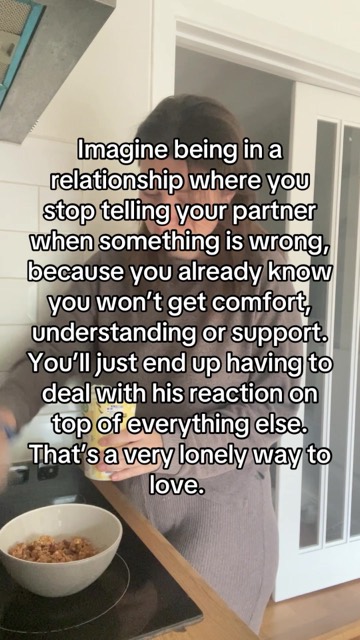 Imagine being in a
relationship where you
stop telling your partner
when something is wrong,
because you already know
you won't get comfort,
understanding or support.
You'll just end up having to
deal with his reaction on
top of everything else.
That's a very lonely way to
love.